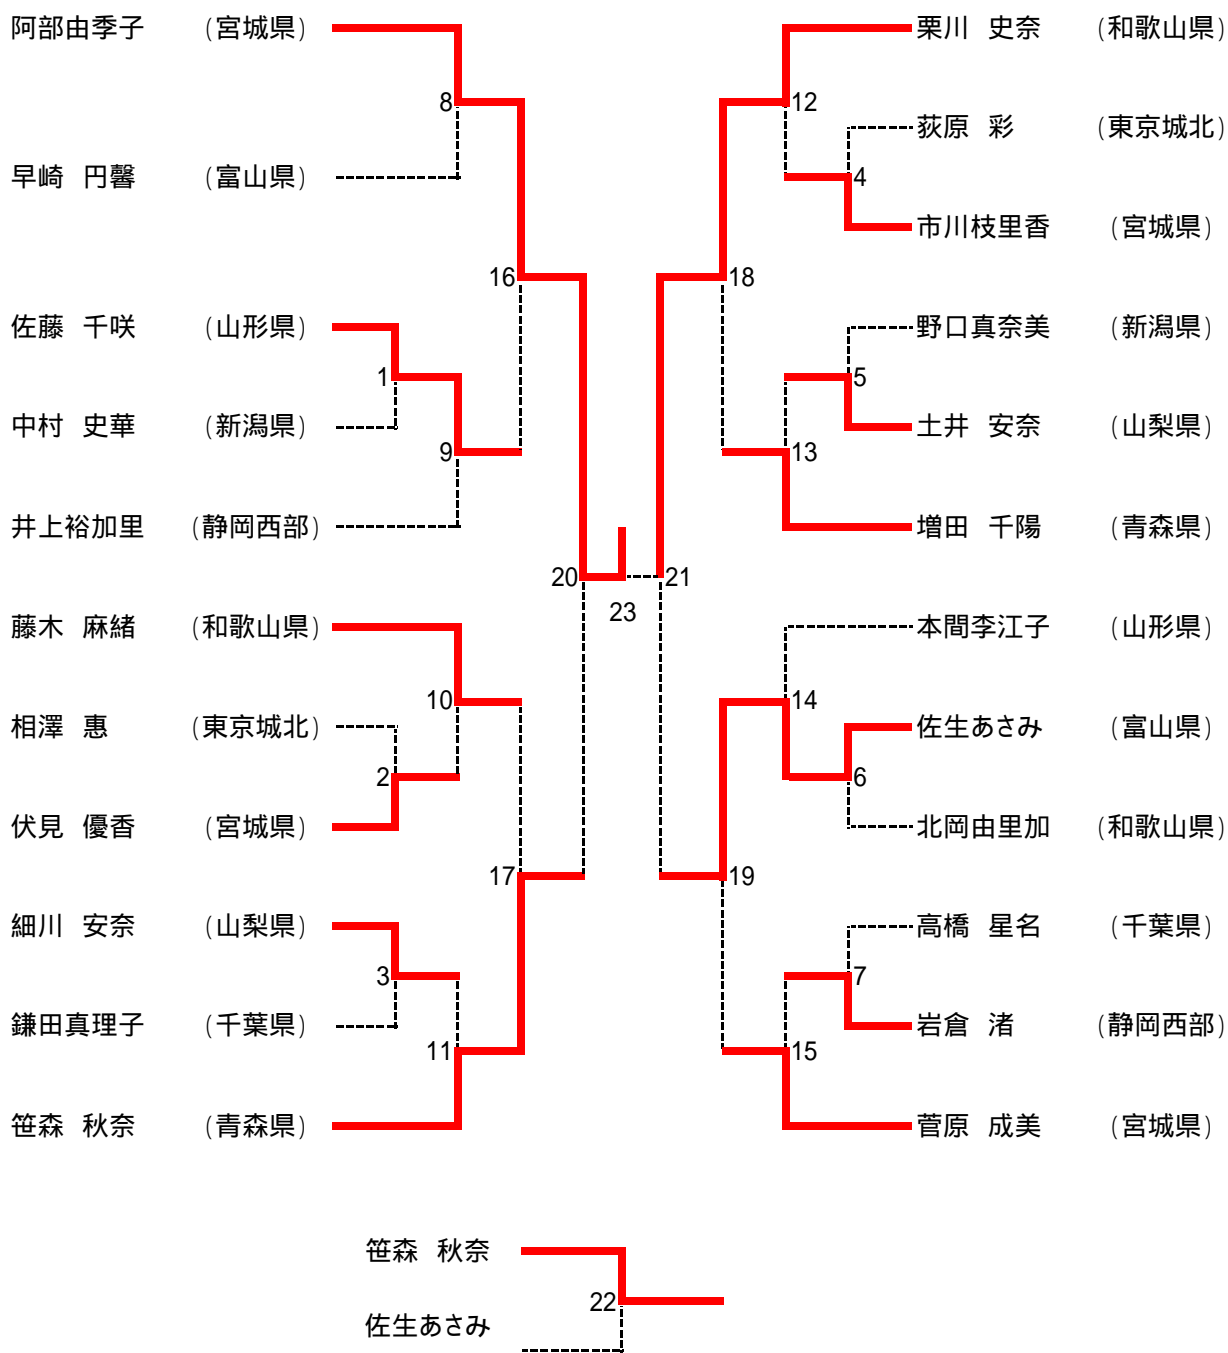 阿部由季子 (宮城県)
8
早崎 円馨 (富山県)
16
佐藤 千咲 (山形県)
1
中村 史華 (新潟県)
9
井上裕加里 (静岡西部)
20
藤木 麻緒 (和歌山県)
10
相澤 惠 (東京城北)
2
伏見 優香 (宮城県)
17
細川 安奈 (山梨県)
3
鎌田真理子 (千葉県)
11
笹森 秋奈 (青森県)
23
栗川 史奈 (和歌山県)
12
荻原 彩 (東京城北)
4
市川枝里香 (宮城県)
18
野口真奈美 (新潟県)
5
土井 安奈 (山梨県)
13
増田 千陽 (青森県)
21
本間李江子 (山形県)
14
佐生あさみ (富山県)
6
北岡由里加 (和歌山県)
19
高橋 星名 (千葉県)
7
岩倉 渚 (静岡西部)
15
菅原 成美 (宮城県)
笹森 秋奈
22
佐生あさみ